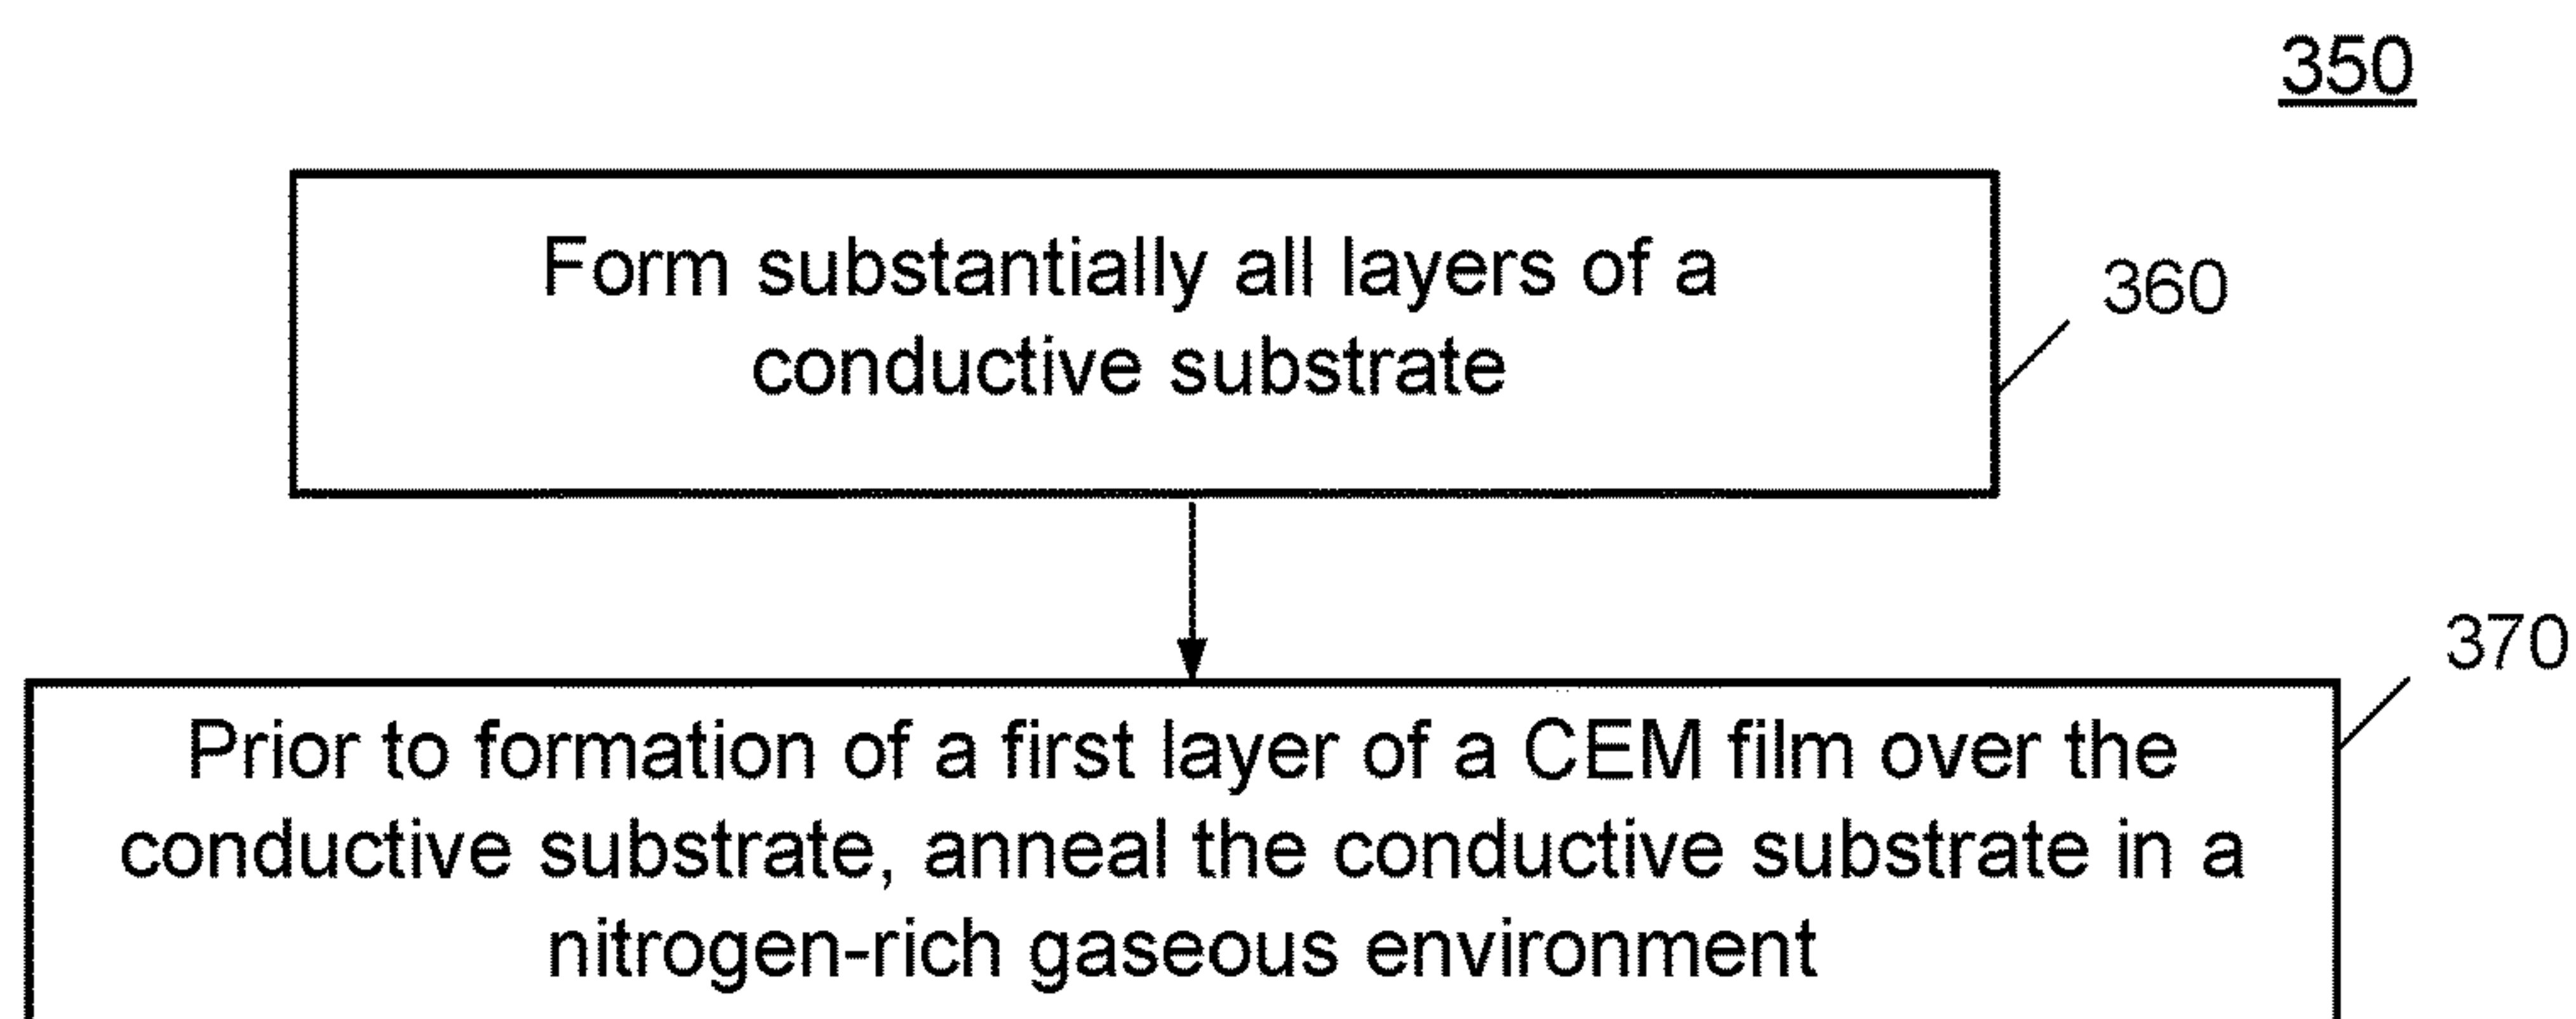 350
Form substantially all layers of a
conductive substrate
360
370
Prior to formation of a first layer of a CEM film over the
conductive substrate, anneal the conductive substrate in a
nitrogen-rich gaseous environment